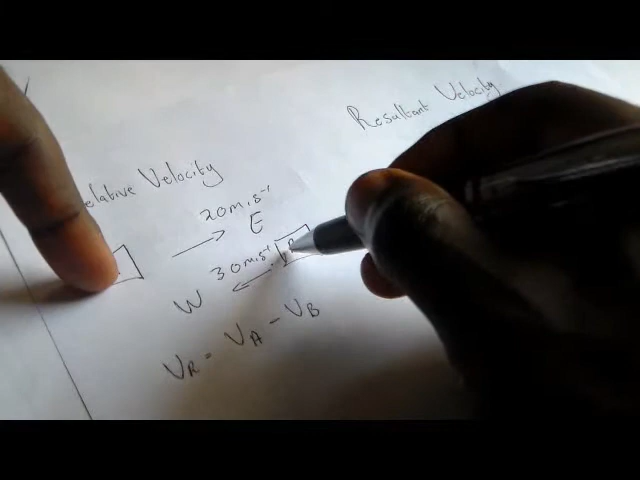 Resultant Velocity
elative Velocity
20m.s⁻¹
E
30m.s⁻¹
W
V_R = V_A - V_B